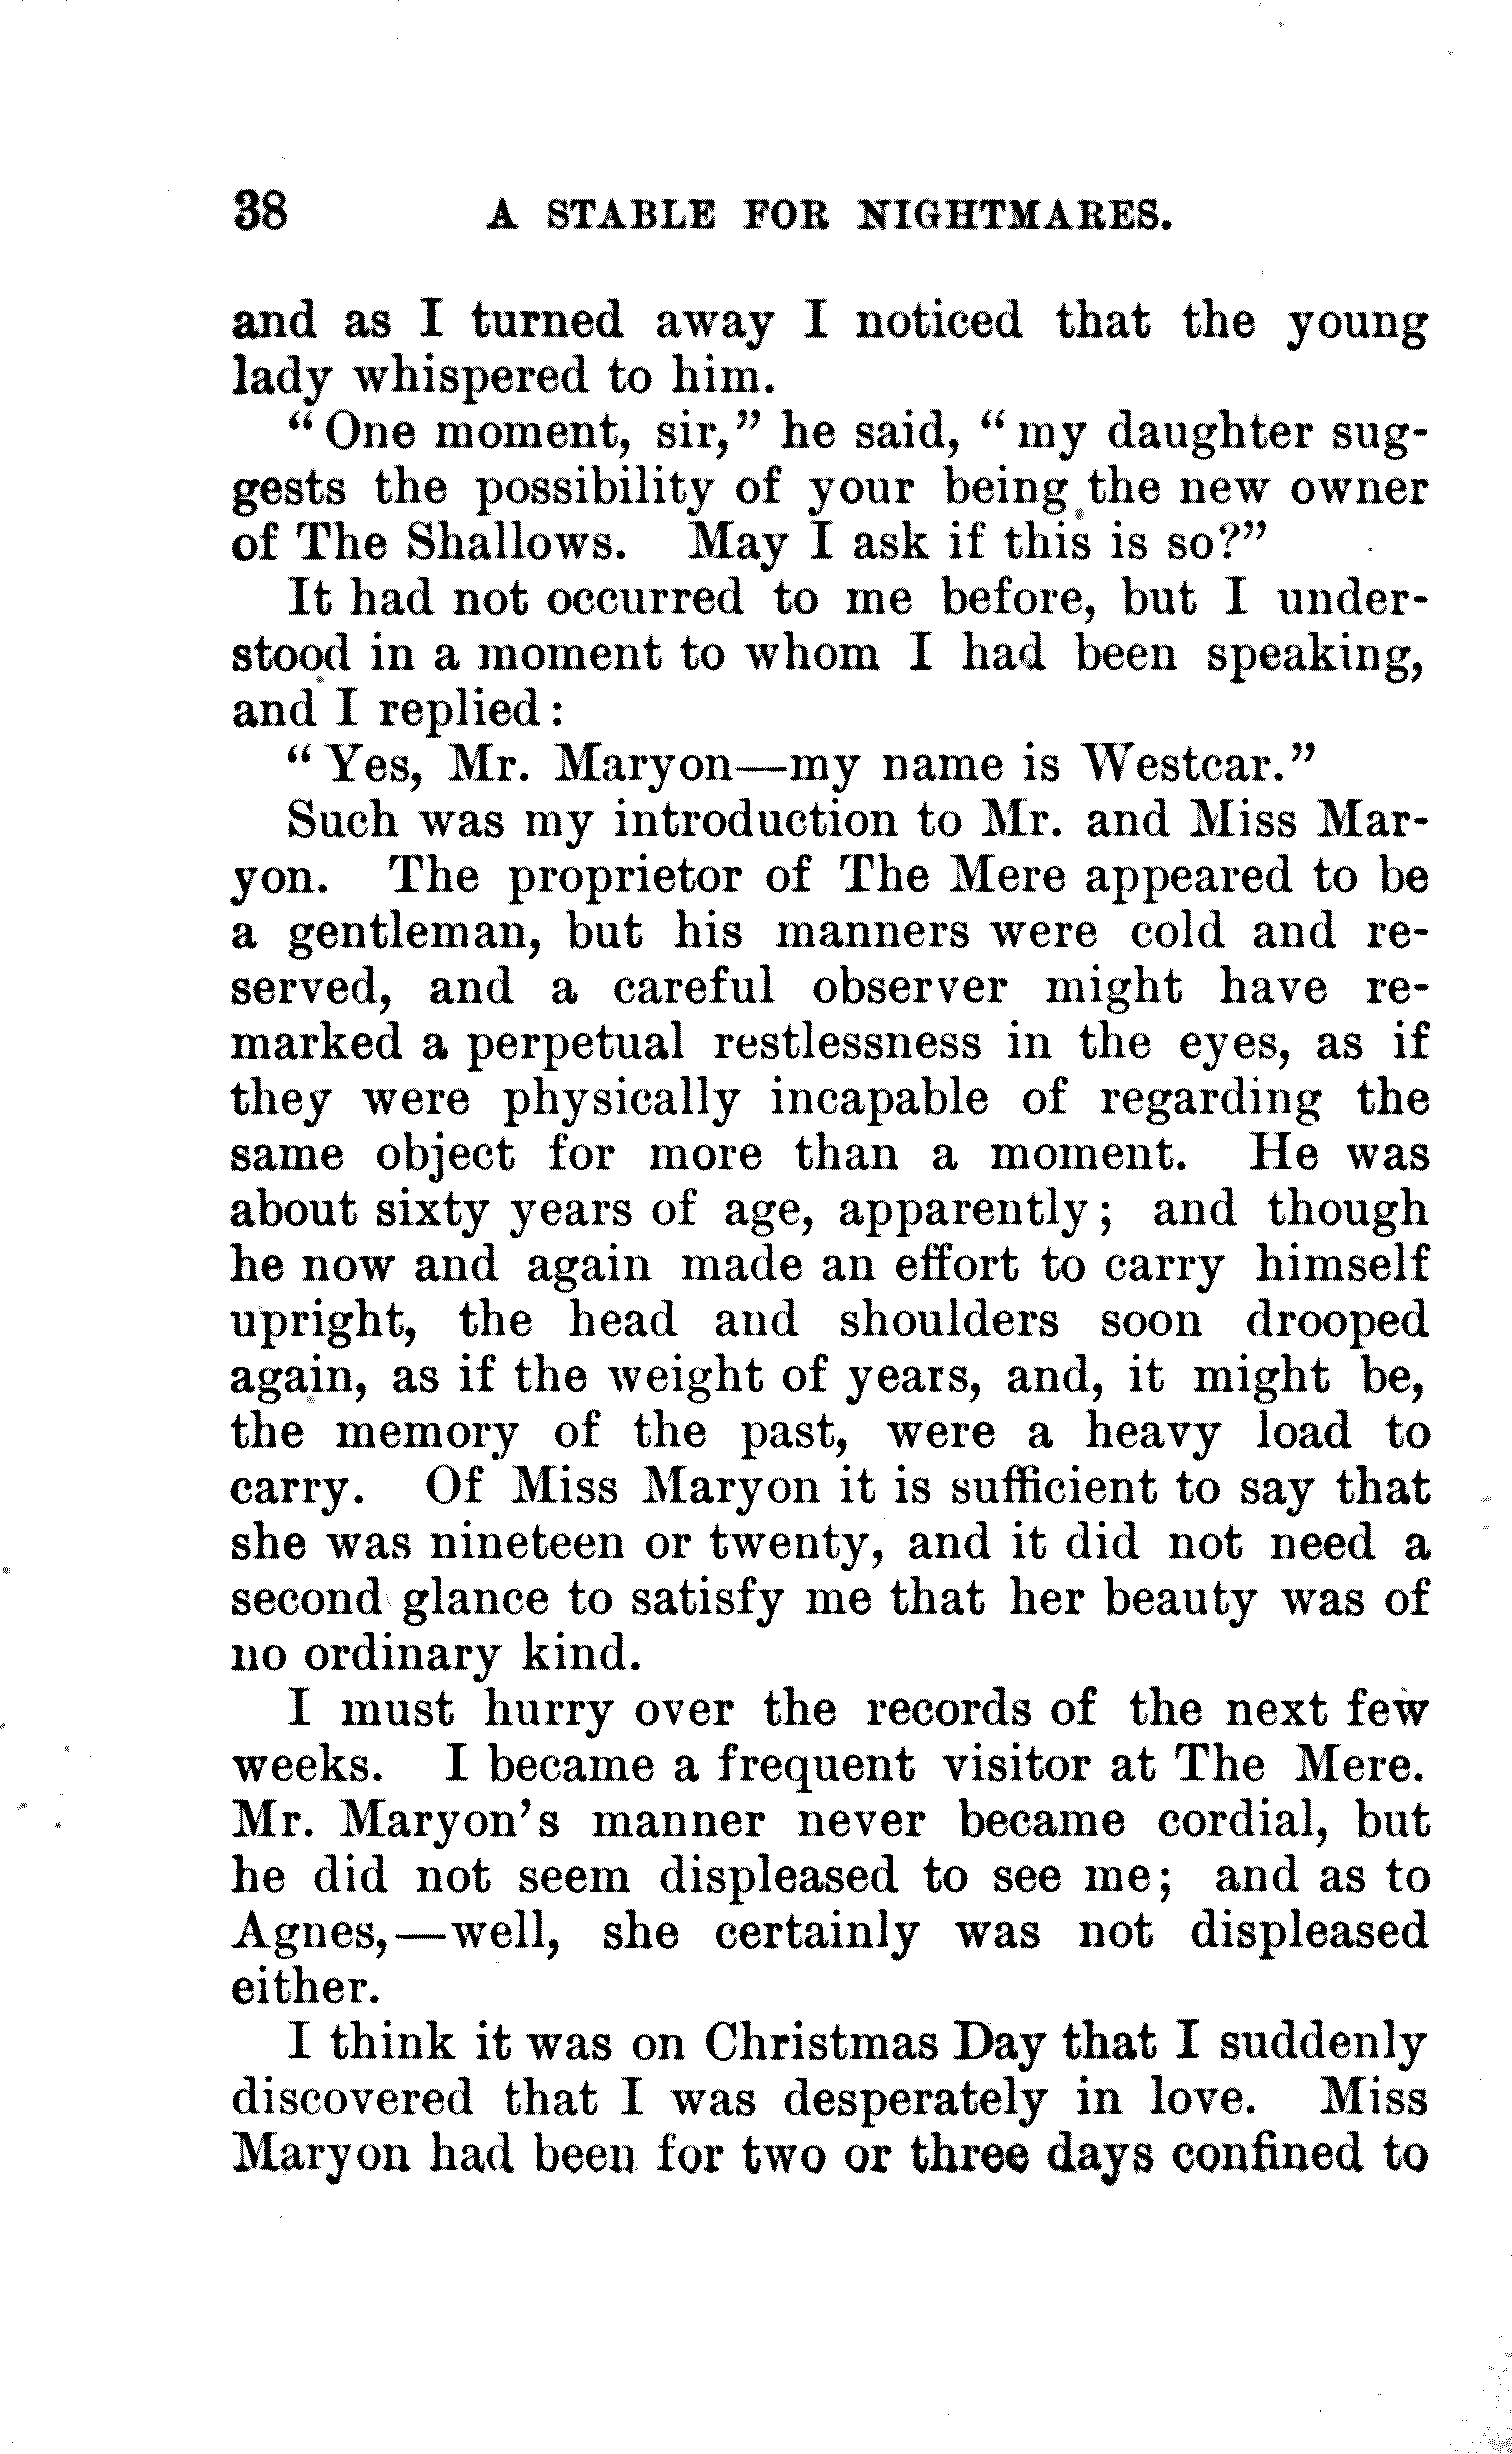 38 A STABLE FOR NIGHTMARES.
and as I turned away I noticed that the young
lady whispered to him.
“One moment, sir,” he said, “my daughter sug-
gests the possibility of your being the new owner
of The Shallows. May I ask if this is so?”
It had not occurred to me before, but I under-
stood in a moment to whom I had been speaking,
and I replied:
“Yes, Mr. Maryon—my name is Westcar.”
Such was my introduction to Mr. and Miss Mar-
yon. The proprietor of The Mere appeared to be
a gentleman, but his manners were cold and re-
served, and a careful observer might have re-
marked a perpetual restlessness in the eyes, as if
they were physically incapable of regarding the
same object for more than a moment. He was
about sixty years of age, apparently; and though
he now and again made an effort to carry himself
upright, the head and shoulders soon drooped
again, as if the weight of years, and, it might be,
the memory of the past, were a heavy load to
carry. Of Miss Maryon it is sufficient to say that
she was nineteen or twenty, and it did not need a
second glance to satisfy me that her beauty was of
no ordinary kind.
I must hurry over the records of the next few
weeks. I became a frequent visitor at The Mere.
Mr. Maryon’s manner never became cordial, but
he did not seem displeased to see me; and as to
Agnes,—well, she certainly was not displeased
either.
I think it was on Christmas Day that I suddenly
discovered that I was desperately in love. Miss
Maryon had been for two or three days confined to